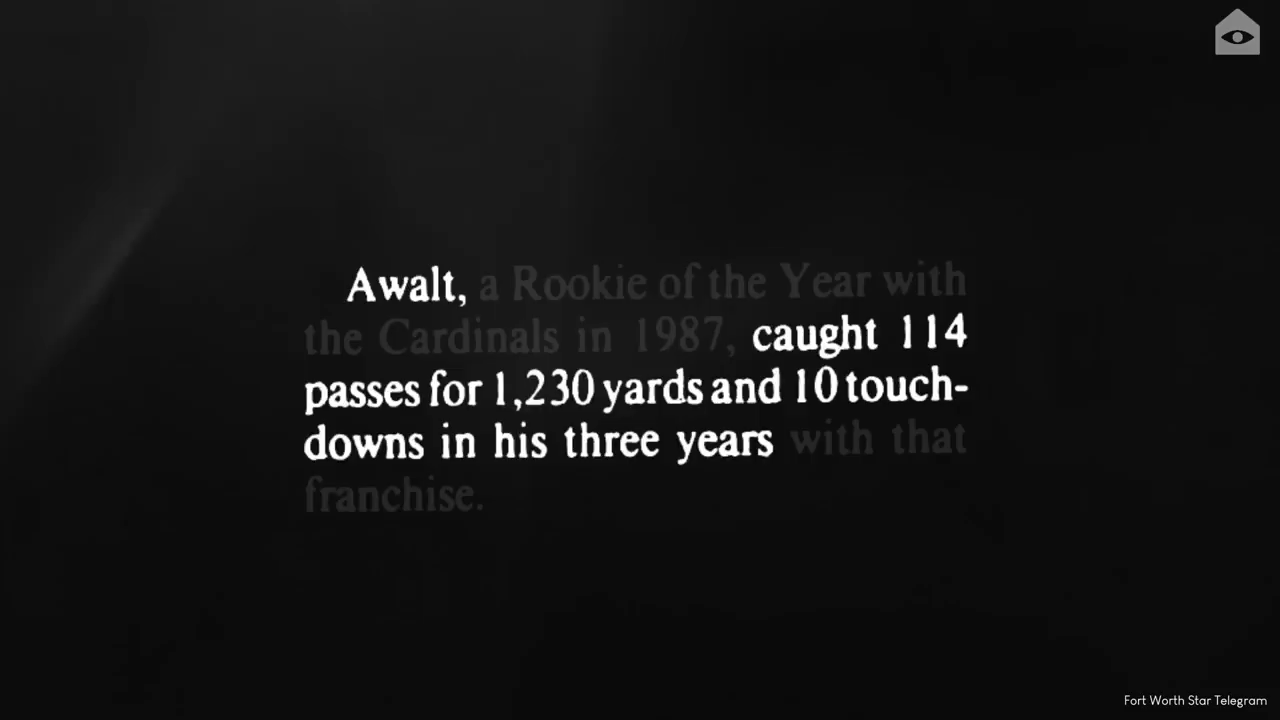 Awalt, a Rookie of the Year with
the Cardinals in 1987, caught 114
passes for 1,230 yards and 10 touch-
downs in his three years with that
franchise.
Fort Worth Star Telegram